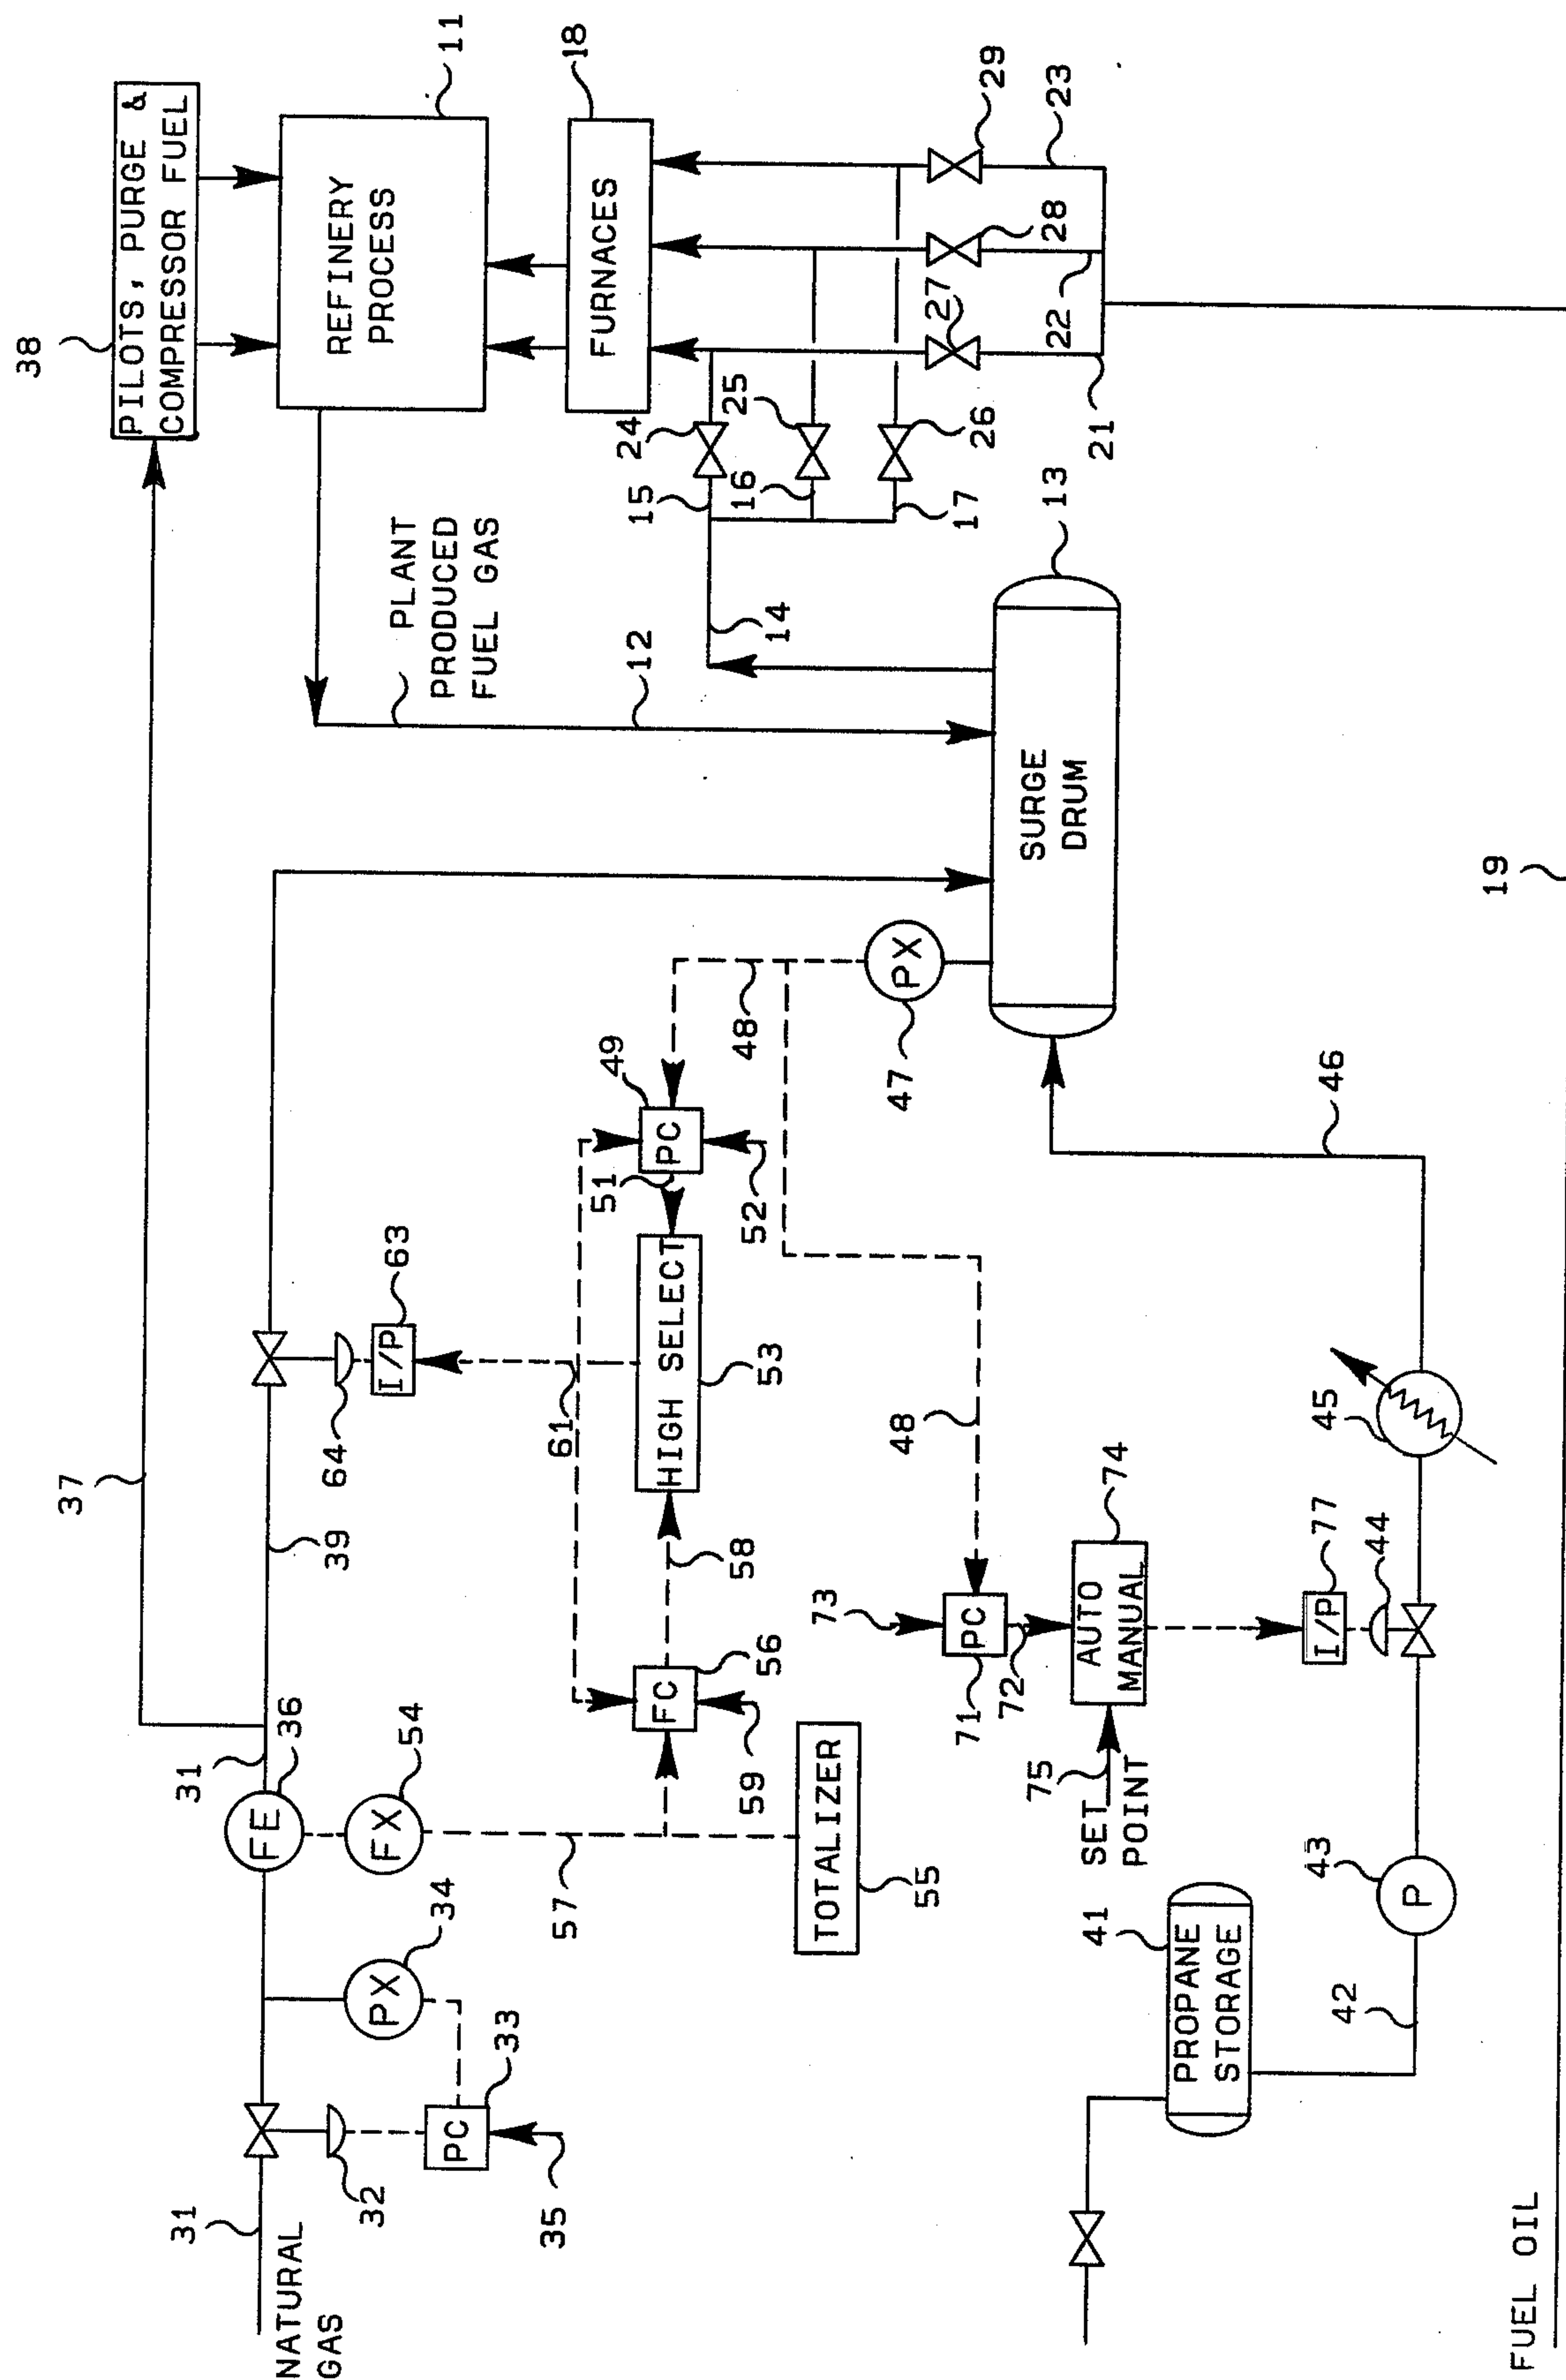 38
PILOTS, PURGE &
COMPRESSOR FUEL
37
11
REFINERY
PROCESS
18
FURNACES
PLANT
PRODUCED
FUEL GAS
12
14
15
16
17
24
25
26
27
28
29
21
22
23
13
SURGE
DRUM
47
PX
48
49
PC
51
52
HIGH SELECT
53
61
I/P
63
64
39
31
NATURAL
GAS
31
32
PC
33
35
PX
34
FE
36
FX
54
57
FC
56
58
59
TOTALIZER
55
48
73
PC
71
72
AUTO
MANUAL
74
75
SET
POINT
I/P
77
44
45
46
PROPANE
STORAGE
41
42
P
43
FUEL OIL
19